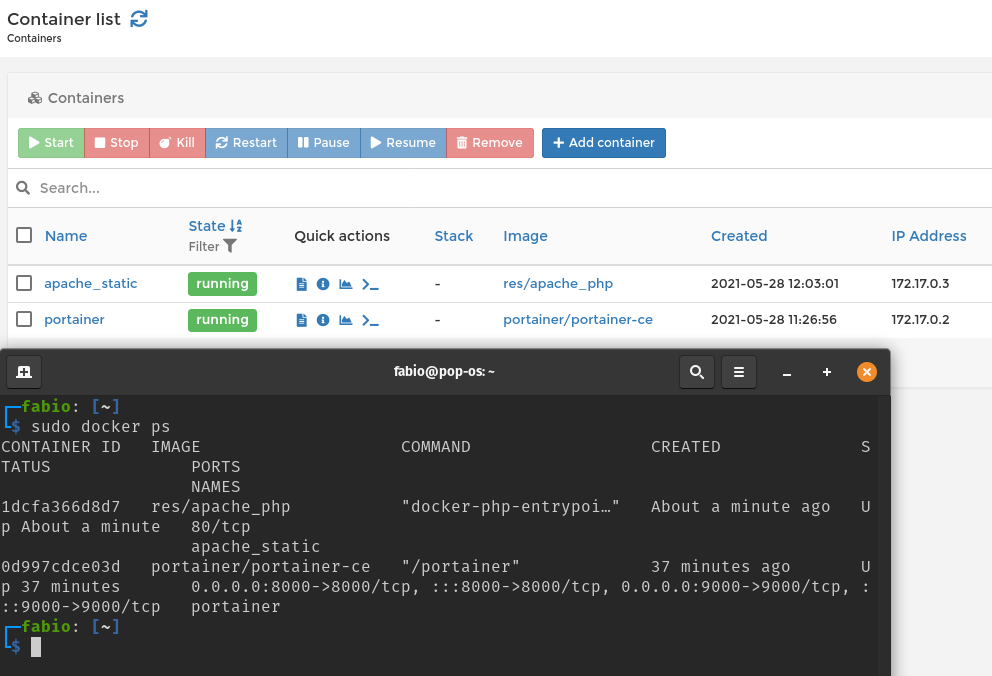 Container list
Containers
Containers
Start Stop Kill Restart Pause Resume Remove Add container
Search...
Name State Filter Quick actions Stack Image Created IP Address
apache_static running - res/apache_php 2021-05-28 12:03:01 172.17.0.3
portainer running - portainer/portainer-ce 2021-05-28 11:26:56 172.17.0.2
fabio@pop-os: ~
fabio: [~]
$ sudo docker ps
CONTAINER ID IMAGE COMMAND CREATED S
TATUS PORTS
NAMES
1dcfa366d8d7 res/apache_php "docker-php-entrypoi…" About a minute ago U
p About a minute 80/tcp
apache_static
0d997cdce03d portainer/portainer-ce "/portainer" 37 minutes ago U
p 37 minutes 0.0.0.0:8000->8000/tcp, :::8000->8000/tcp, 0.0.0.0:9000->9000/tcp, :
::9000->9000/tcp portainer
fabio: [~]
$